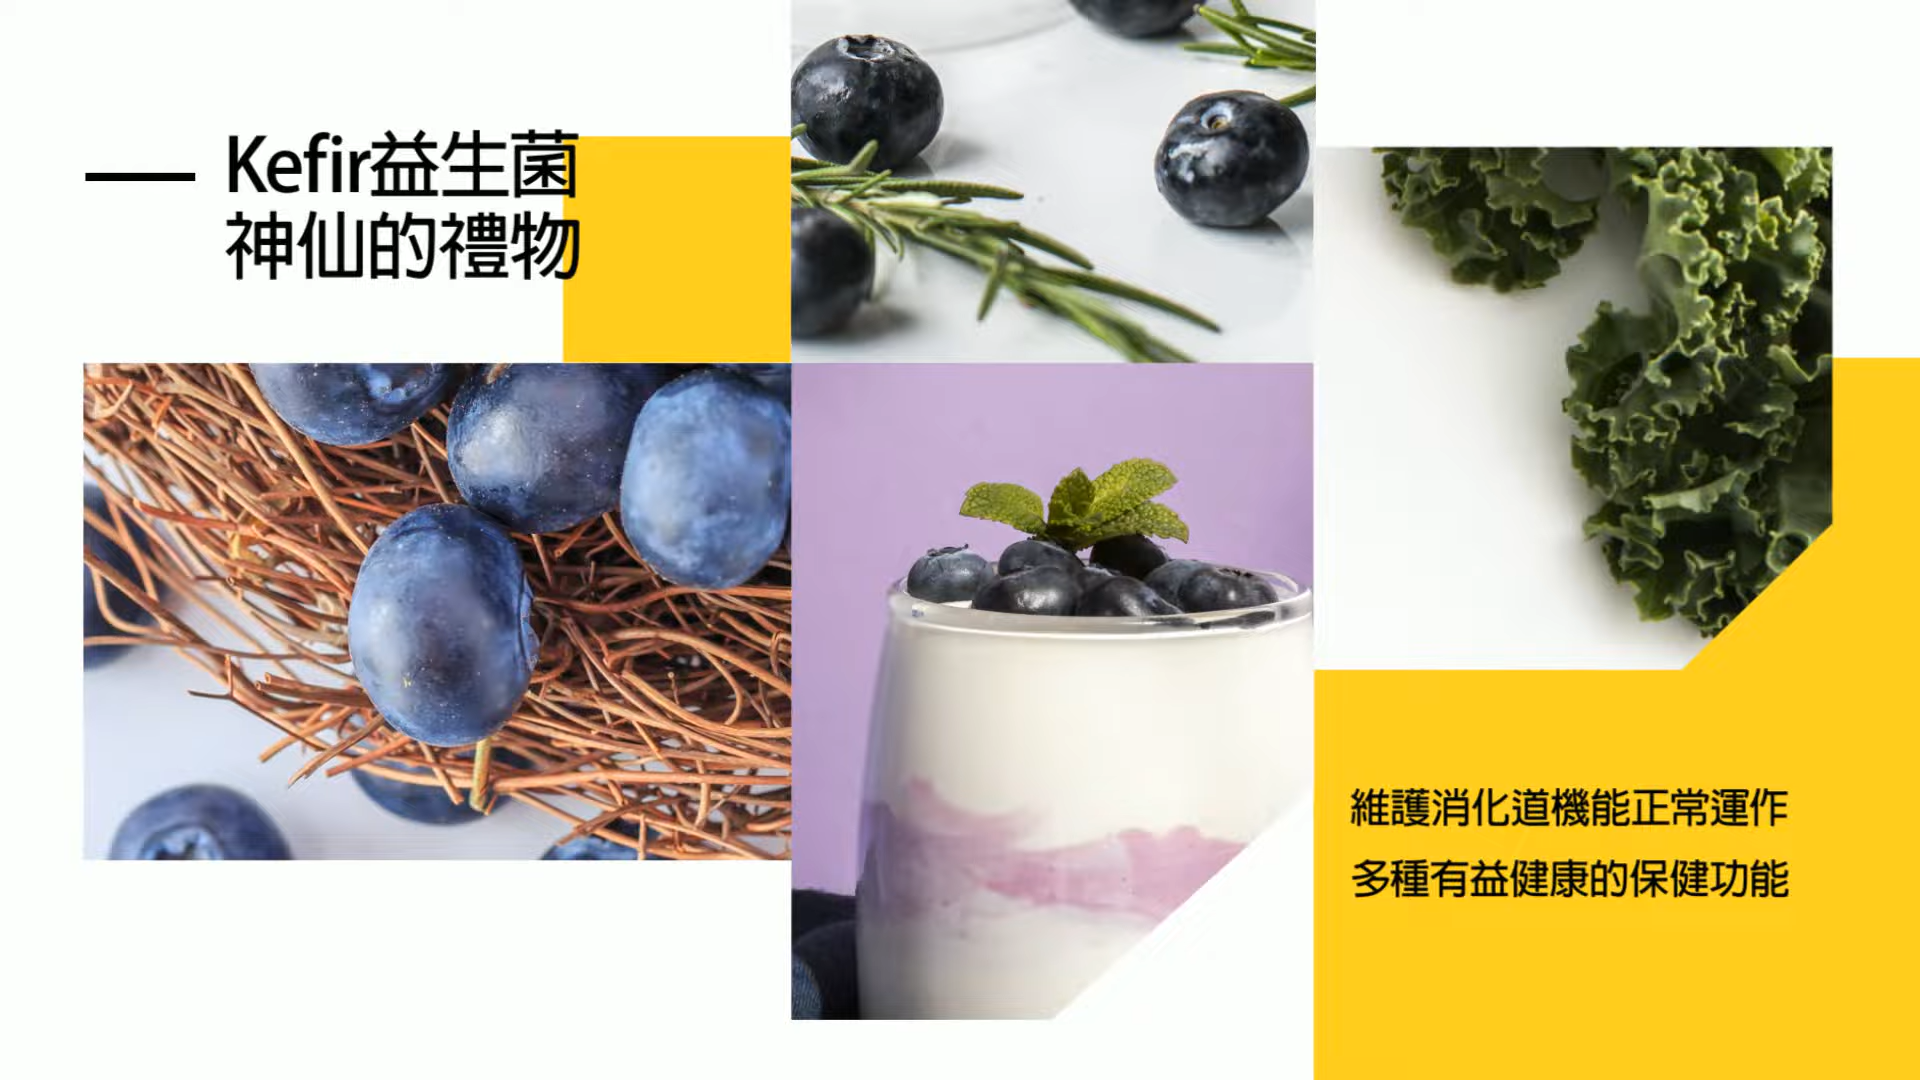 Kefir益生菌
神仙的禮物
維護消化道機能正常運作
多種有益健康的保健功能